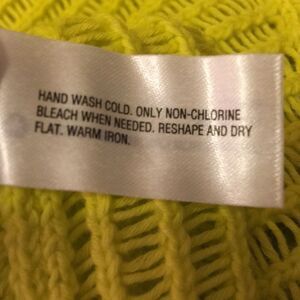 HAND WASH COLD. ONLY NON-CHLORINE
BLEACH WHEN NEEDED. RESHAPE AND DRY
FLAT. WARM IRON.